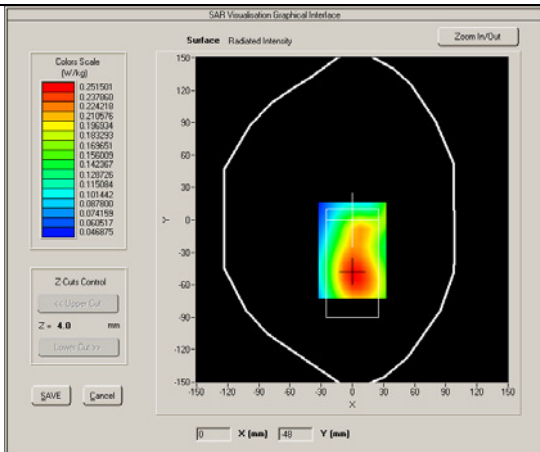 SAR Visualisation Graphical Interface
Surface Radiated Intensity
Zoom In/Out
Colors Scale
(W/kg)
0.251501
0.237860
0.224218
0.210576
0.196934
0.183293
0.169651
0.156009
0.142367
0.128726
0.115084
0.101442
0.087800
0.074159
0.060517
0.046875
150
120
90
60
30
0
-30
-60
-90
-120
-150
Y
-150 -120 -90 -60 -30 0 30 60 90 120 150
X
Z Cuts Control
<< Upper Cut
Z = 4.0 mm
Lower Cut >>
SAVE Cancel
0 X (mm) -48 Y (mm)